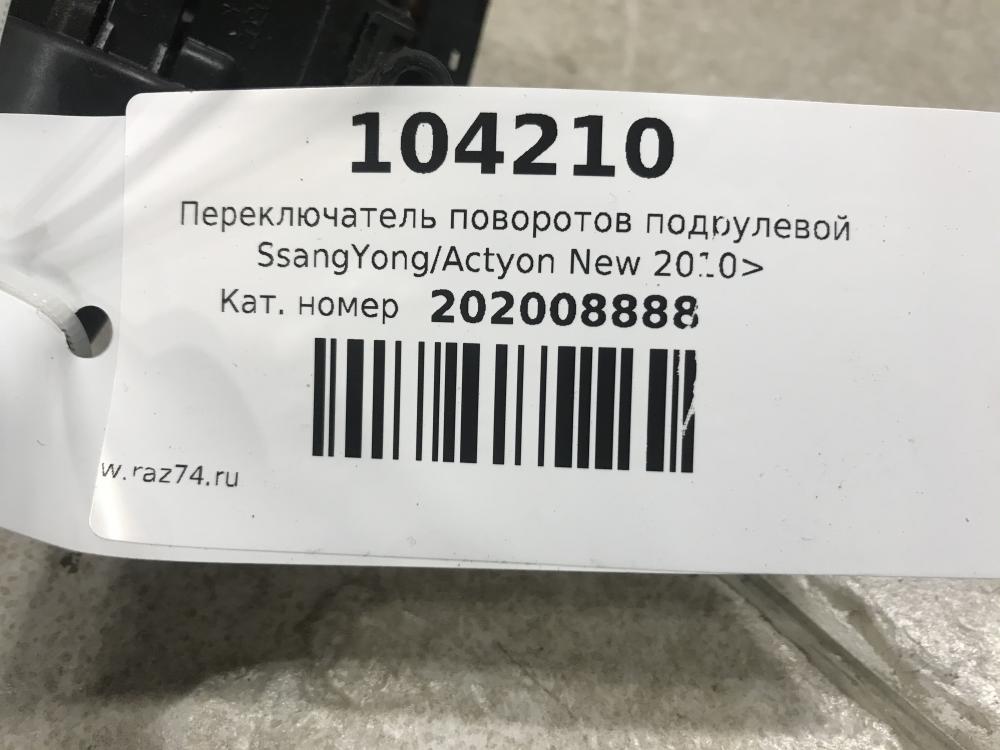 104210
Переключатель поворотов подрулевой
SsangYong/Actyon New 2010>
Кат. номер 202008888
w.raz74.ru